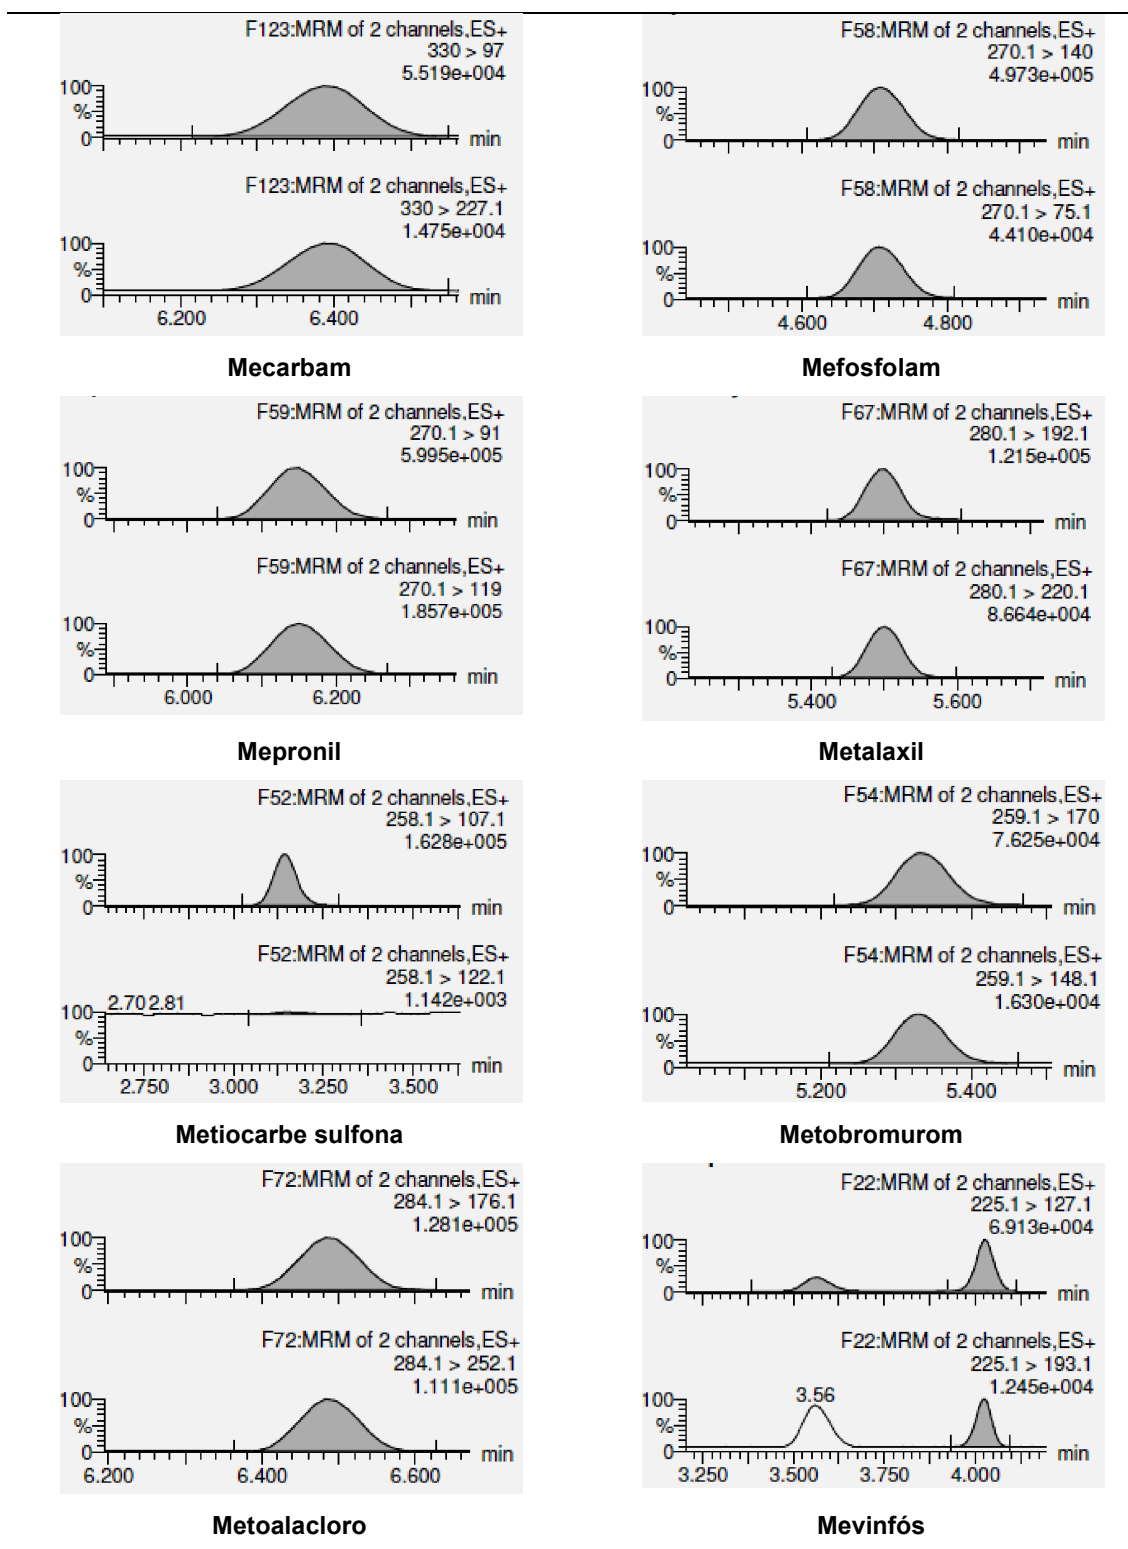 F123:MRM of 2 channels,ES+
330 > 97
5.519e+004
100
%
0
min
F123:MRM of 2 channels,ES+
330 > 227.1
1.475e+004
100
%
0
min
6.200 6.400
Mecarbam
F58:MRM of 2 channels,ES+
270.1 > 140
4.973e+005
100
%
0
min
F58:MRM of 2 channels,ES+
270.1 > 75.1
4.410e+004
100
%
0
min
4.600 4.800
Mefosfolam
F59:MRM of 2 channels,ES+
270.1 > 91
5.995e+005
100
%
0
min
F59:MRM of 2 channels,ES+
270.1 > 119
1.857e+005
100
%
0
min
6.000 6.200
Mepronil
F67:MRM of 2 channels,ES+
280.1 > 192.1
1.215e+005
100
%
0
min
F67:MRM of 2 channels,ES+
280.1 > 220.1
8.664e+004
100
%
0
min
5.400 5.600
Metalaxil
F52:MRM of 2 channels,ES+
258.1 > 107.1
1.628e+005
100
%
0
min
F52:MRM of 2 channels,ES+
258.1 > 122.1
1.142e+003
2.70 2.81
100
%
0
min
2.750 3.000 3.250 3.500
Metiocarbe sulfona
F54:MRM of 2 channels,ES+
259.1 > 170
7.625e+004
100
%
0
min
F54:MRM of 2 channels,ES+
259.1 > 148.1
1.630e+004
100
%
0
min
5.200 5.400
Metobromurom
F72:MRM of 2 channels,ES+
284.1 > 176.1
1.281e+005
100
%
0
min
F72:MRM of 2 channels,ES+
284.1 > 252.1
1.111e+005
100
%
0
min
6.200 6.400 6.600
Metoalacloro
F22:MRM of 2 channels,ES+
225.1 > 127.1
6.913e+004
100
%
0
min
F22:MRM of 2 channels,ES+
225.1 > 193.1
1.245e+004
3.56
100
%
0
min
3.250 3.500 3.750 4.000
Mevinfós